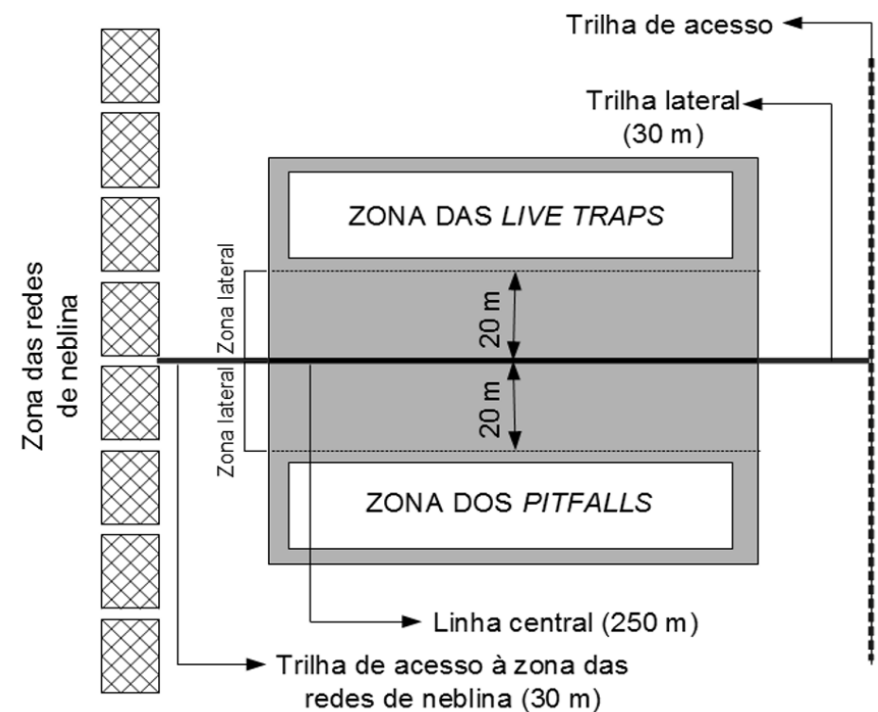 Trilha de acesso
Trilha lateral
(30 m)
ZONA DAS LIVE TRAPS
Zona das redes
de neblina
Zona lateral
20 m
Zona lateral
20 m
ZONA DOS PITFALLS
Linha central (250 m)
Trilha de acesso à zona das
redes de neblina (30 m)